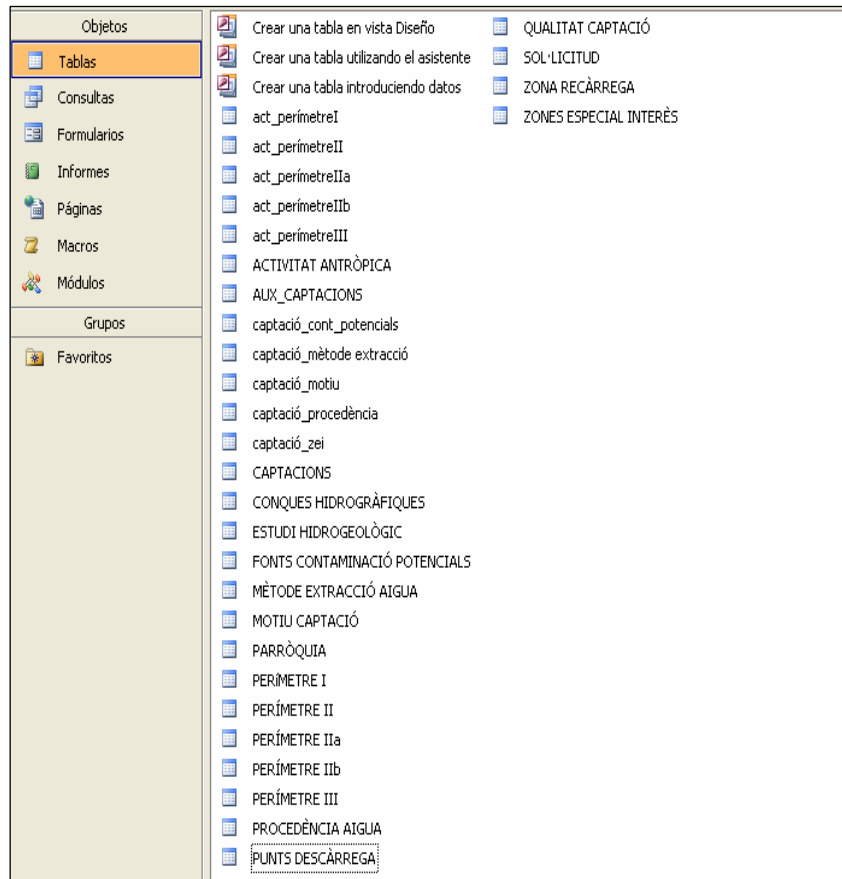 Objetos
Tablas
Consultas
Formularios
Informes
Páginas
Macros
Módulos
Grupos
Favoritos
Crear una tabla en vista Diseño
Crear una tabla utilizando el asistente
Crear una tabla introduciendo datos
act_perímetreI
act_perímetreII
act_perímetreIIa
act_perímetreIIb
act_perímetreIII
ACTIVITAT ANTRÒPICA
AUX_CAPTACIONS
captació_cont_potencials
captació_mètode extracció
captació_motiu
captació_procedència
captació_zei
CAPTACIONS
CONQUES HIDROGRÀFIQUES
ESTUDI HIDROGEOLÒGIC
FONTS CONTAMINACIÓ POTENCIALS
MÈTODE EXTRACCIÓ AIGUA
MOTIU CAPTACIÓ
PARRÒQUIA
PERíMETRE I
PERÍMETRE II
PERÍMETRE IIa
PERÍMETRE IIb
PERÍMETRE III
PROCEDÈNCIA AIGUA
PUNTS DESCÀRREGA
QUALITAT CAPTACIÓ
SOL·LICITUD
ZONA RECÀRREGA
ZONES ESPECIAL INTERÈS